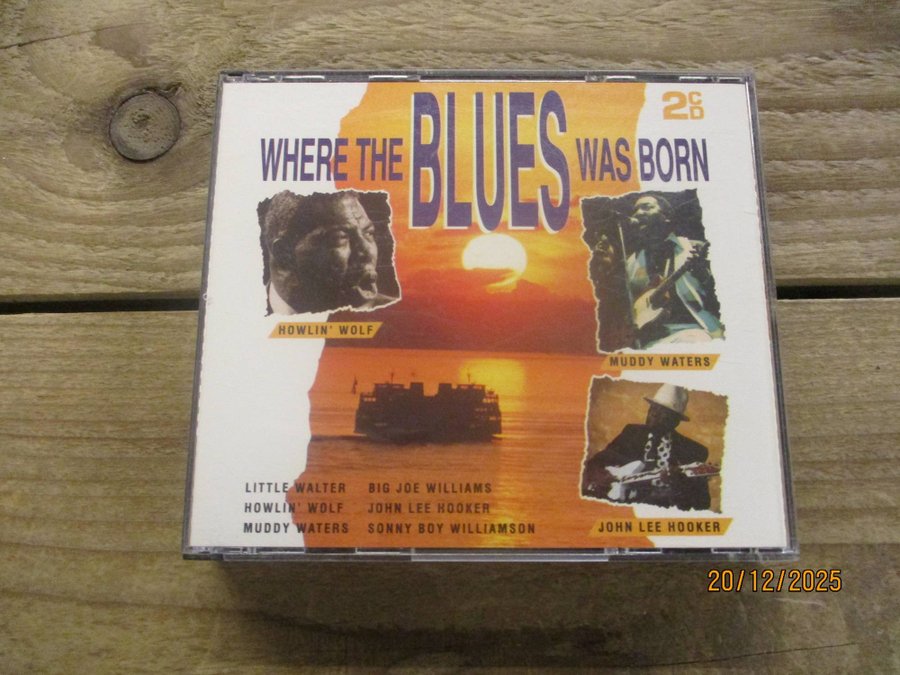 2CD
WHERE THE BLUES WAS BORN
HOWLIN' WOLF
MUDDY WATERS
LITTLE WALTER BIG JOE WILLIAMS
HOWLIN' WOLF JOHN LEE HOOKER
MUDDY WATERS SONNY BOY WILLIAMSON
JOHN LEE HOOKER
20/12/2025